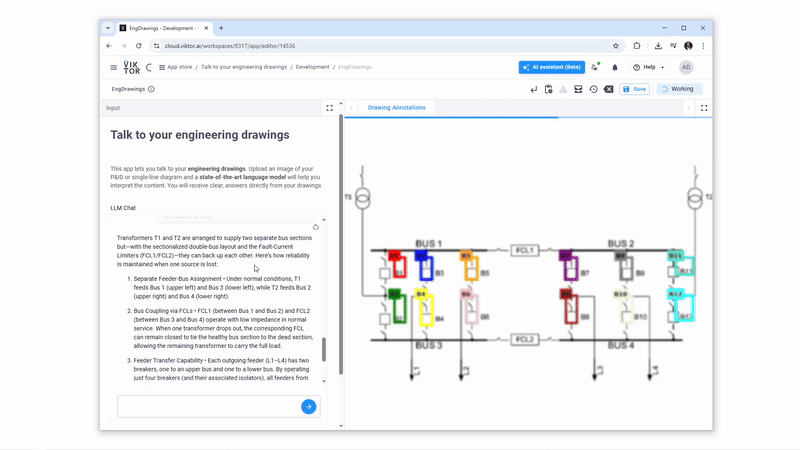 EngDrawings - Development -
cloud.viktor.ai/workspaces/8317/app/editor/14536
VIKTOR
App store / Talk to your engineering drawings / Development / EngDrawings
AI assistant (Beta)
Help
AD
EngDrawings
Save
Working
Input
Drawing Annotations
Talk to your engineering drawings
This app lets you talk to your engineering drawings. Upload an image of your
P&ID or single-line diagram and a state-of-the-art language model will help you
interpret the content. You will receive clear, answers directly from your drawings.
LLM Chat
Transformers T1 and T2 are arranged to supply two separate bus sections
but—with the sectionalized double-bus layout and the Fault-Current
Limiters (FCL1/FCL2)—they can back up each other. Here's how reliability
is maintained when one source is lost:
1. Separate Feeder-Bus Assignment • Under normal conditions, T1
feeds Bus 1 (upper left) and Bus 3 (lower left), while T2 feeds Bus 2
(upper right) and Bus 4 (lower right).
2. Bus Coupling via FCLs • FCL1 (between Bus 1 and Bus 2) and FCL2
(between Bus 3 and Bus 4) operate with low impedance in normal
service. When one transformer drops out, the corresponding FCL
can remain closed to tie the healthy bus section to the dead section,
allowing the remaining transformer to carry the full load.
3. Feeder Transfer Capability • Each outgoing feeder (L1–L4) has two
breakers, one to an upper bus and one to a lower bus. By operating
just four breakers (and their associated isolators), all feeders from
T1
T2
BUS 1
FCL1
BUS 2
B3
B5
B7
B9
B11
B4
B6
B8
B10
B12
BUS 3
FCL2
BUS 4
L1
L2
L3
L4